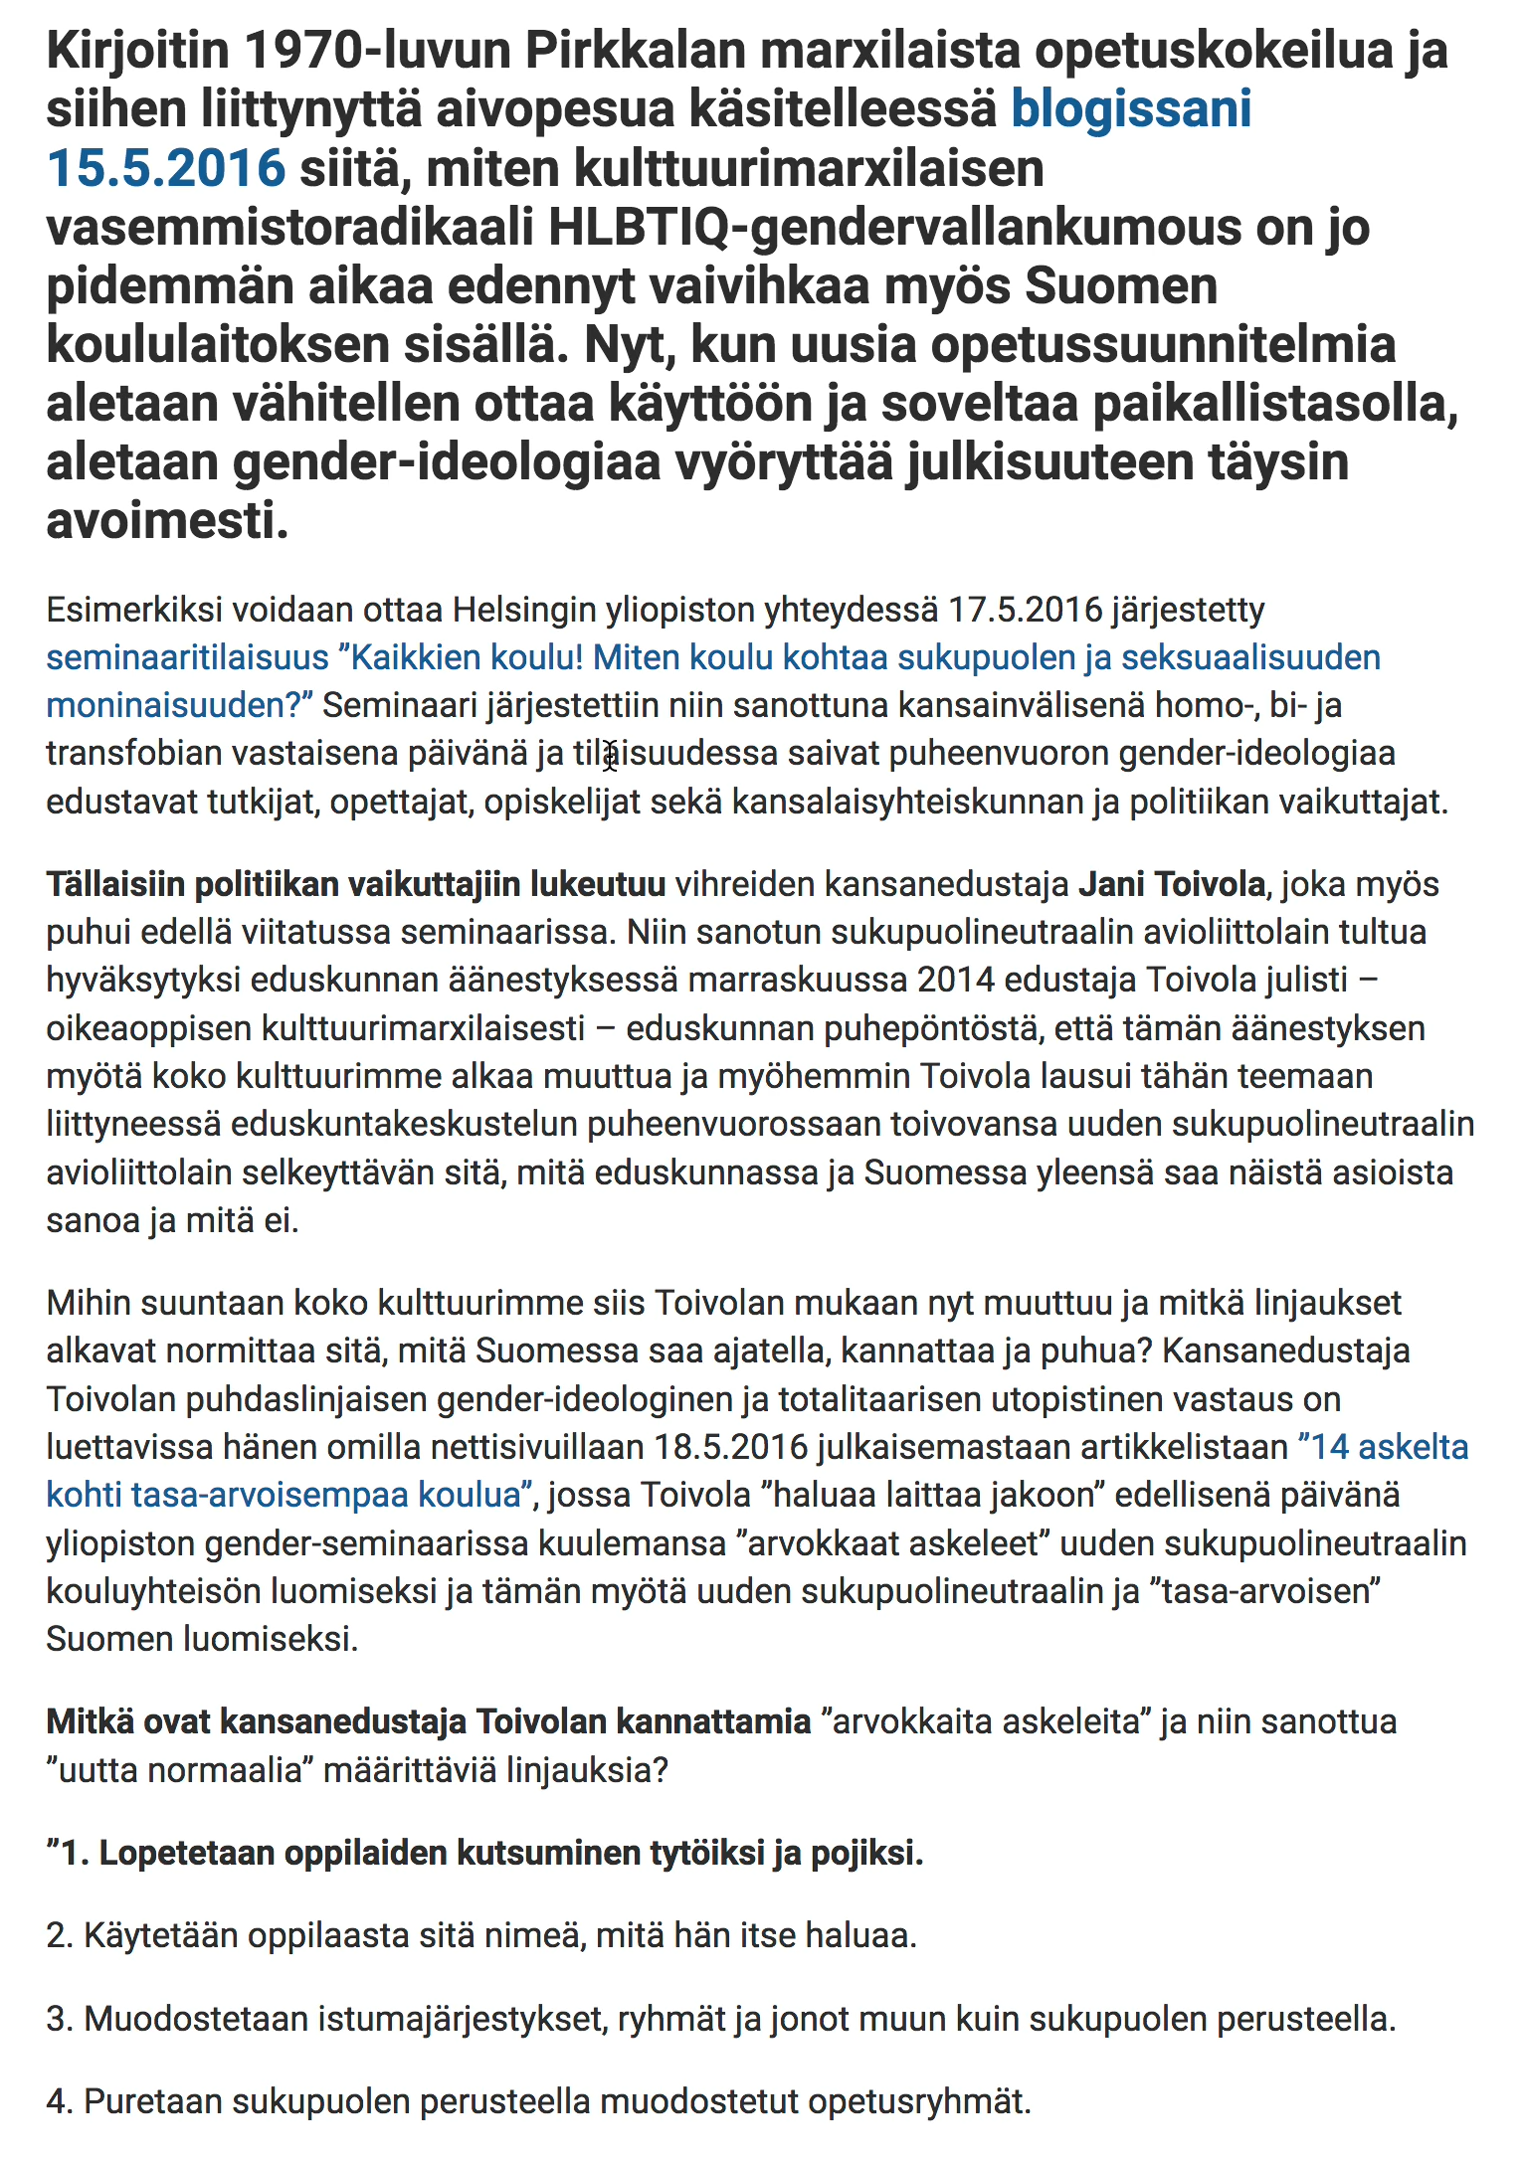 Kirjoitin 1970-luvun Pirkkalan marxilaista opetuskokeilua ja
siihen liittynyttä aivopesua käsitelleessä blogissani
15.5.2016 siitä, miten kulttuurimarxilaisen
vasemmistoradikaali HLBTIQ-gendervallankumous on jo
pidemmän aikaa edennyt vaivihkaa myös Suomen
koululaitoksen sisällä. Nyt, kun uusia opetussuunnitelmia
aletaan vähitellen ottaa käyttöön ja soveltaa paikallistasolla,
aletaan gender-ideologiaa vyöryttää julkisuuteen täysin
avoimesti.
Esimerkiksi voidaan ottaa Helsingin yliopiston yhteydessä 17.5.2016 järjestetty
seminaaritilaisuus ”Kaikkien koulu! Miten koulu kohtaa sukupuolen ja seksuaalisuuden
moninaisuuden?” Seminaari järjestettiin niin sanottuna kansainvälisenä homo-, bi- ja
transfobian vastaisena päivänä ja tilaisuudessa saivat puheenvuoron gender-ideologiaa
edustavat tutkijat, opettajat, opiskelijat sekä kansalaisyhteiskunnan ja politiikan vaikuttajat.
Tällaisiin politiikan vaikuttajiin lukeutuu vihreiden kansanedustaja Jani Toivola, joka myös
puhui edellä viitatussa seminaarissa. Niin sanotun sukupuolineutraalin avioliittolain tultua
hyväksytyksi eduskunnan äänestyksessä marraskuussa 2014 edustaja Toivola julisti –
oikeaoppisen kulttuurimarxilaisesti – eduskunnan puhepöntöstä, että tämän äänestyksen
myötä koko kulttuurimme alkaa muuttua ja myöhemmin Toivola lausui tähän teemaan
liittyneessä eduskuntakeskustelun puheenvuorossaan toivovansa uuden sukupuolineutraalin
avioliittolain selkeyttävän sitä, mitä eduskunnassa ja Suomessa yleensä saa näistä asioista
sanoa ja mitä ei.
Mihin suuntaan koko kulttuurimme siis Toivolan mukaan nyt muuttuu ja mitkä linjaukset
alkavat normittaa sitä, mitä Suomessa saa ajatella, kannattaa ja puhua? Kansanedustaja
Toivolan puhdaslinjaisen gender-ideologinen ja totalitaarisen utopistinen vastaus on
luettavissa hänen omilla nettisivuillaan 18.5.2016 julkaisemastaan artikkelistaan ”14 askelta
kohti tasa-arvoisempaa koulua”, jossa Toivola ”haluaa laittaa jakoon” edellisenä päivänä
yliopiston gender-seminaarissa kuulemansa ”arvokkaat askeleet” uuden sukupuolineutraalin
kouluyhteisön luomiseksi ja tämän myötä uuden sukupuolineutraalin ja ”tasa-arvoisen”
Suomen luomiseksi.
Mitkä ovat kansanedustaja Toivolan kannattamia ”arvokkaita askeleita” ja niin sanottua
”uutta normaalia” määrittäviä linjauksia?
”1. Lopetetaan oppilaiden kutsuminen tytöiksi ja pojiksi.
2. Käytetään oppilaasta sitä nimeä, mitä hän itse haluaa.
3. Muodostetaan istumajärjestykset, ryhmät ja jonot muun kuin sukupuolen perusteella.
4. Puretaan sukupuolen perusteella muodostetut opetusryhmät.